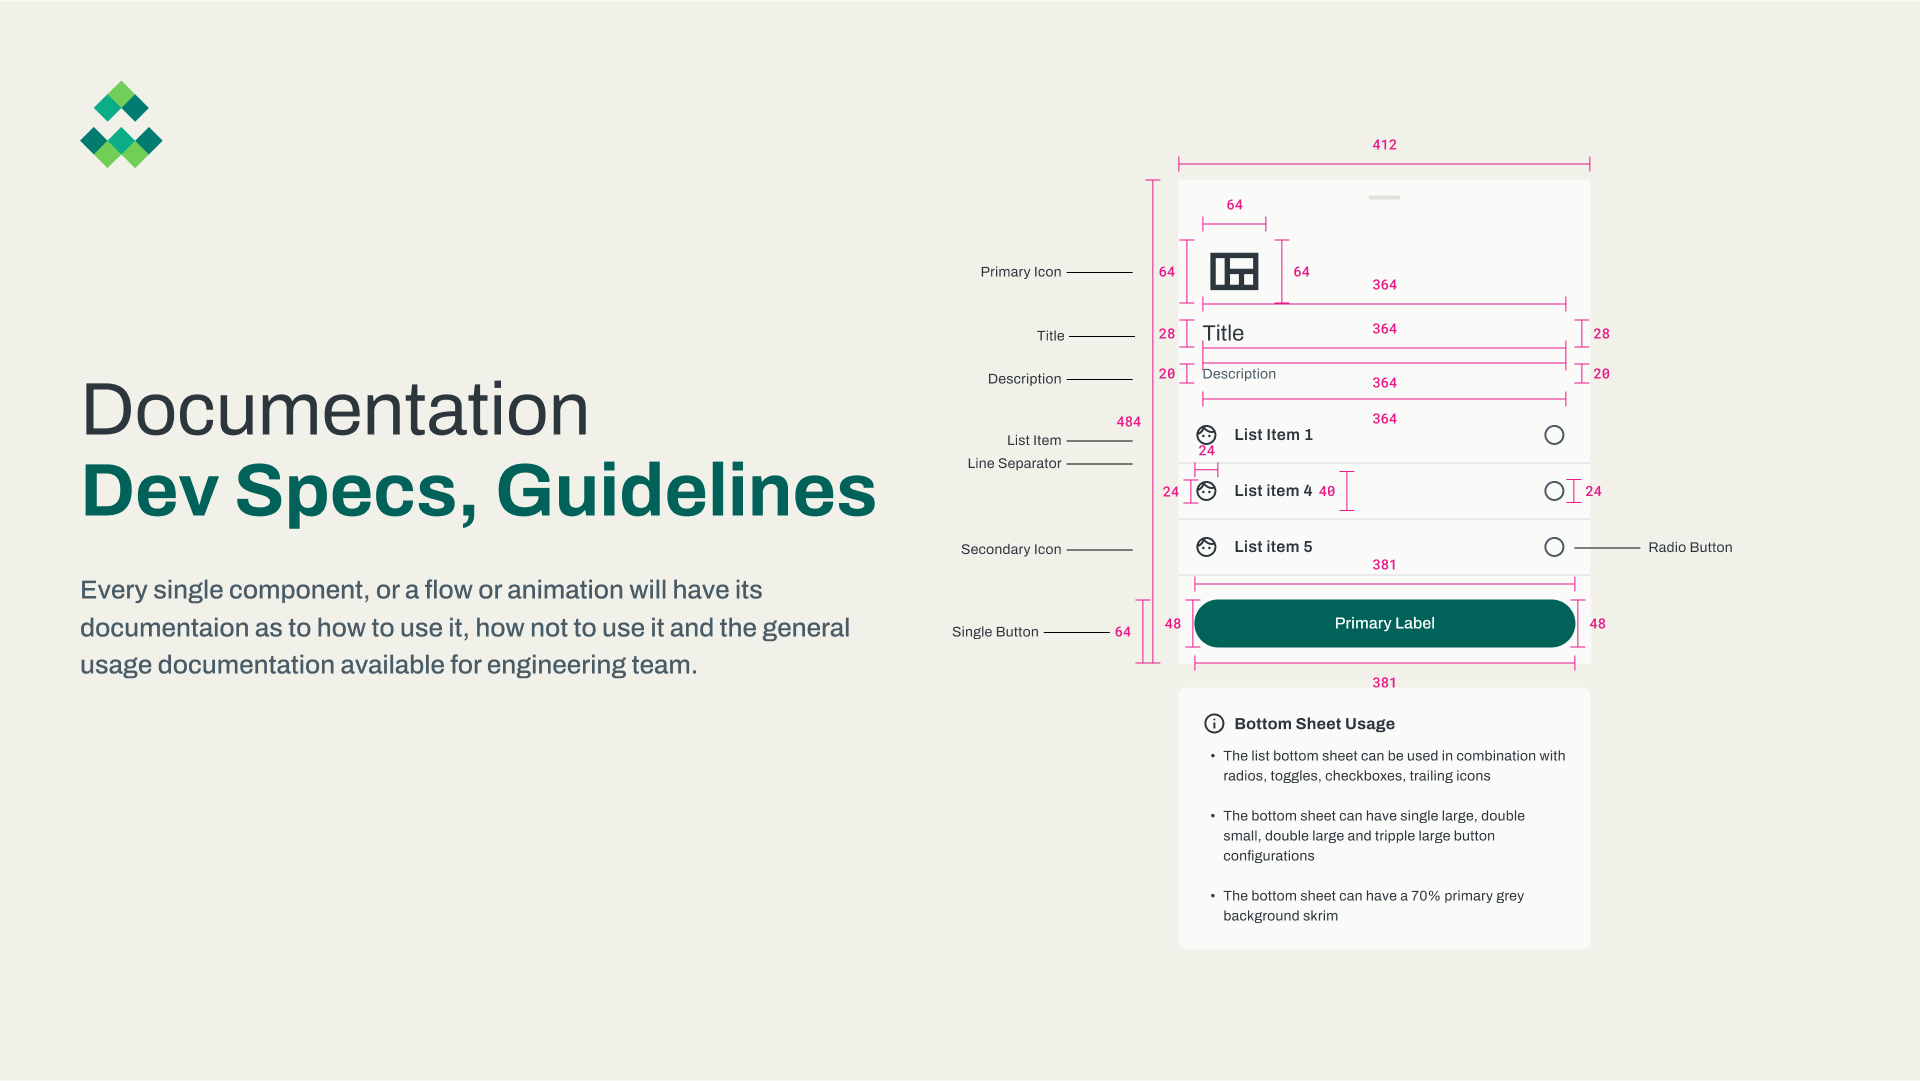 Documentation
Dev Specs, Guidelines
Every single component, or a flow or animation will have its
documentaion as to how to use it, how not to use it and the general
usage documentation available for engineering team.
412
64
Primary Icon
64
64
364
Title
28
Title
364
28
Description
20
Description
364
20
484
364
List Item
List Item 1
24
Line Separator
24
List item 4
40
24
Secondary Icon
List item 5
Radio Button
381
Single Button
64
48
Primary Label
48
381
Bottom Sheet Usage
• The list bottom sheet can be used in combination with
radios, toggles, checkboxes, trailing icons
• The bottom sheet can have single large, double
small, double large and tripple large button
configurations
• The bottom sheet can have a 70% primary grey
background skrim